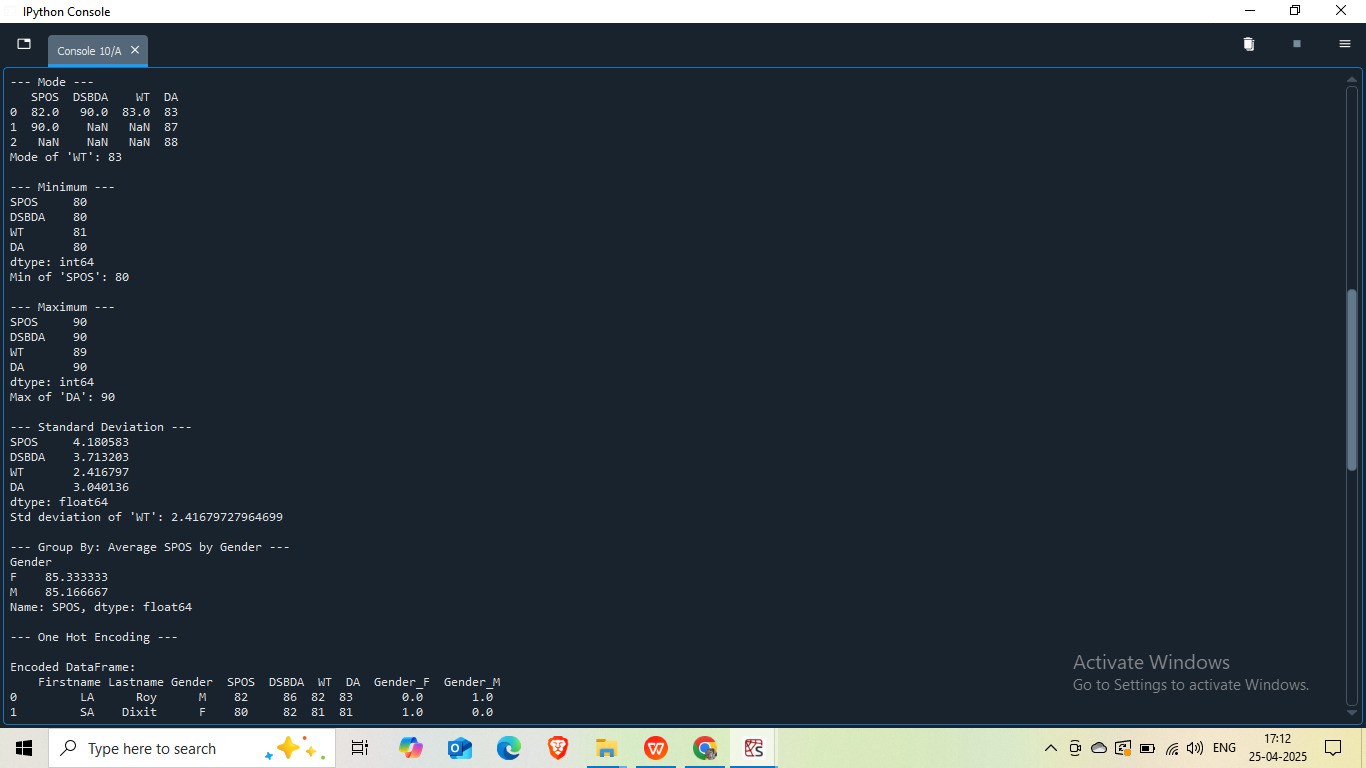 IPython Console
Console 10/A
--- Mode ---
SPOS DSBDA WT DA
0 82.0 90.0 83.0 83
1 90.0 NaN NaN 87
2 NaN NaN NaN 88
Mode of 'WT': 83
--- Minimum ---
SPOS 80
DSBDA 80
WT 81
DA 80
dtype: int64
Min of 'SPOS': 80
--- Maximum ---
SPOS 90
DSBDA 90
WT 89
DA 90
dtype: int64
Max of 'DA': 90
--- Standard Deviation ---
SPOS 4.180583
DSBDA 3.713203
WT 2.416797
DA 3.040136
dtype: float64
Std deviation of 'WT': 2.41679727964699
--- Group By: Average SPOS by Gender ---
Gender
F 85.333333
M 85.166667
Name: SPOS, dtype: float64
--- One Hot Encoding ---
Encoded DataFrame:
Firstname Lastname Gender SPOS DSBDA WT DA Gender_F Gender_M
0 LA Roy M 82 86 82 83 0.0 1.0
1 SA Dixit F 80 82 81 81 1.0 0.0
Activate Windows
Go to Settings to activate Windows.
Type here to search
ENG
17:12
25-04-2025